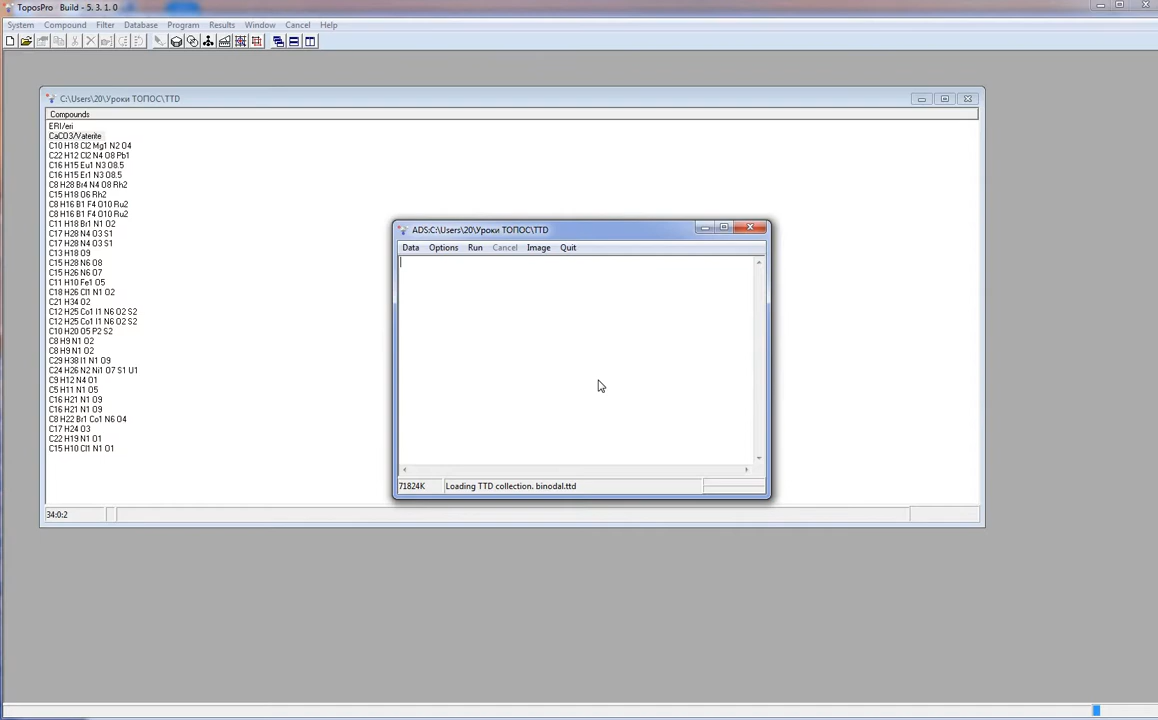 ToposPro Build - 5. 3. 1. 0
System Compound Filter Database Program Results Window Cancel Help
C:\Users\20\Уроки ТОПОС\TTD
Compounds
ERI/eri
CaCO3/Vaterite
C10 H18 Cl2 Mg1 N2 O4
C22 H12 Cl2 N4 O8 Pb1
C16 H15 Eu1 N3 O8.5
C16 H15 Er1 N3 O8.5
C8 H28 Br4 N4 O8 Rh2
C15 H18 O6 Rh2
C8 H16 B1 F4 O10 Ru2
C8 H16 B1 F4 O10 Ru2
C11 H18 Br1 N1 O2
C17 H28 N4 O3 S1
C17 H28 N4 O3 S1
C13 H18 O9
C15 H28 N6 O8
C15 H26 N6 O7
C11 H10 Fe1 O5
C18 H26 Cl1 N1 O2
C21 H34 O2
C12 H25 Co1 I1 N6 O2 S2
C12 H25 Co1 I1 N6 O2 S2
C10 H20 O5 P2 S2
C8 H9 N1 O2
C8 H9 N1 O2
C29 H38 I1 N1 O9
C24 H26 N2 Ni1 O7 S1 U1
C9 H12 N4 O1
C5 H11 N1 O5
C16 H21 N1 O9
C16 H21 N1 O9
C8 H22 Br1 Co1 N6 O4
C17 H24 O3
C22 H19 N1 O1
C15 H10 Cl1 N1 O1
34:0:2
ADS:C:\Users\20\Уроки ТОПОС\TTD
Data Options Run Cancel Image Quit
71824K Loading TTD collection. binodal.ttd